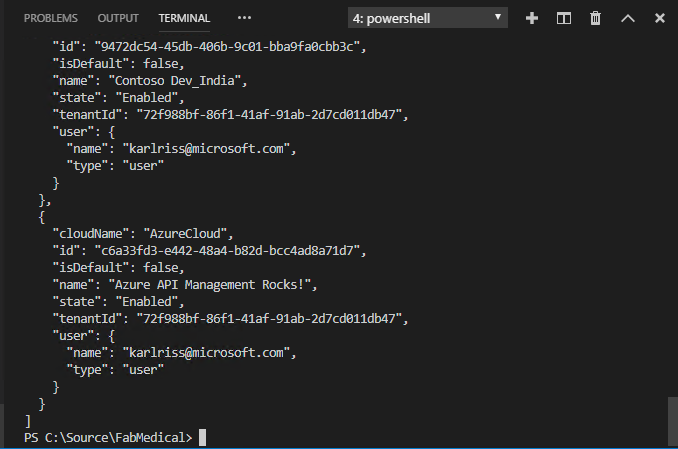 PROBLEMS OUTPUT TERMINAL ··· 4: powershell
"id": "9472dc54-45db-406b-9c01-bba9fa0cbb3c",
"isDefault": false,
"name": "Contoso Dev_India",
"state": "Enabled",
"tenantId": "72f988bf-86f1-41af-91ab-2d7cd011db47",
"user": {
"name": "karlriss@microsoft.com",
"type": "user"
}
},
{
"cloudName": "AzureCloud",
"id": "c6a33fd3-e442-48a4-b82d-bcc4ad8a71d7",
"isDefault": false,
"name": "Azure API Management Rocks!",
"state": "Enabled",
"tenantId": "72f988bf-86f1-41af-91ab-2d7cd011db47",
"user": {
"name": "karlriss@microsoft.com",
"type": "user"
}
}
]
PS C:\Source\FabMedical>